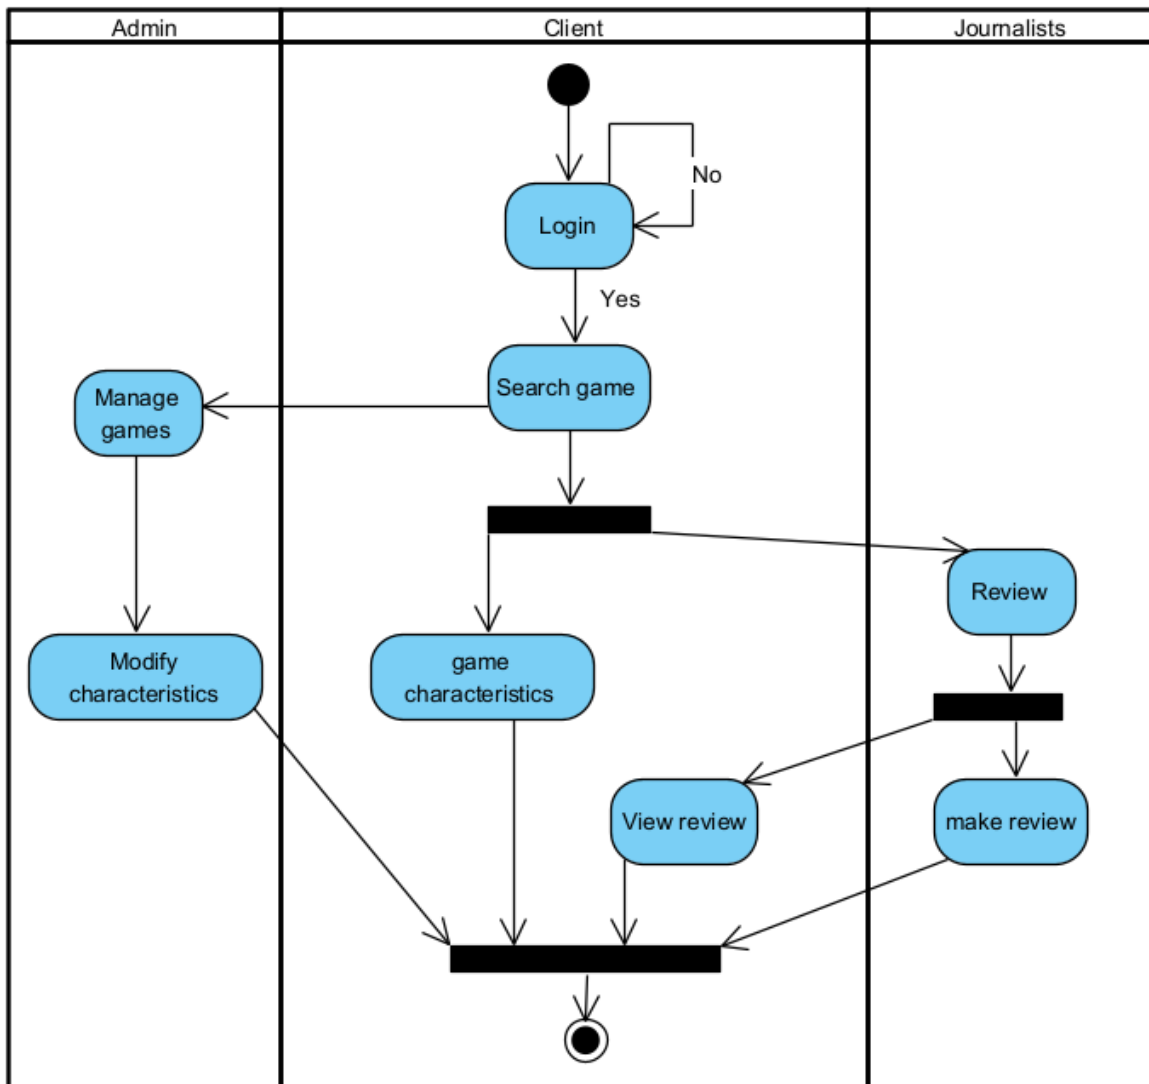 Admin
Client
Journalists
No
Login
Yes
Search game
Manage
games
Review
Modify
characteristics
game
characteristics
View review
make review